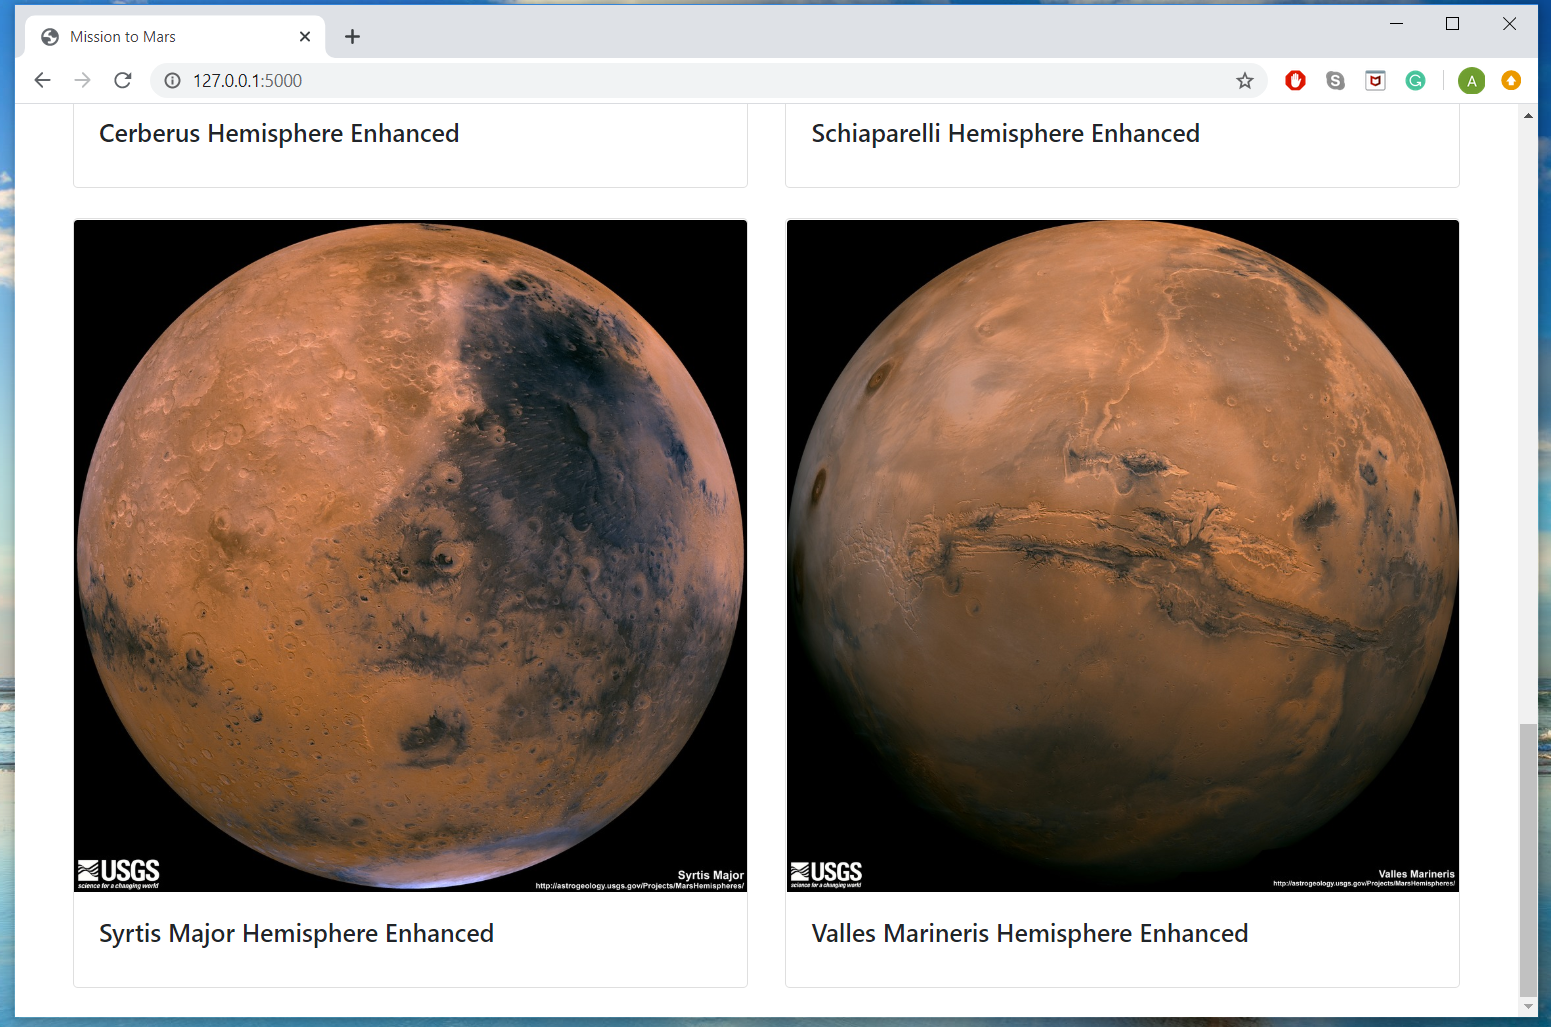 Mission to Mars
127.0.0.1:5000
A
Cerberus Hemisphere Enhanced
Schiaparelli Hemisphere Enhanced
USGS
science for a changing world
Syrtis Major
http://astrogeology.usgs.gov/Projects/MarsHemispheres/
USGS
science for a changing world
Valles Marineris
http://astrogeology.usgs.gov/Projects/MarsHemispheres/
Syrtis Major Hemisphere Enhanced
Valles Marineris Hemisphere Enhanced